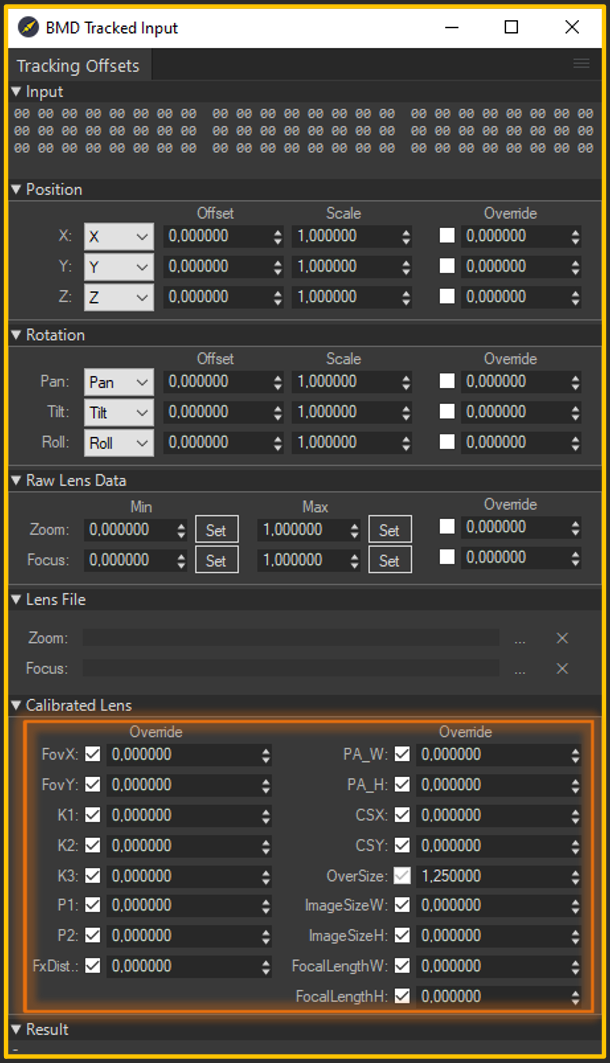 BMD Tracked Input
Tracking Offsets
Input
00 00 00 00 00 00 00 00 00 00 00 00 00 00 00 00 00 00 00 00 00 00 00 00
00 00 00 00 00 00 00 00 00 00 00 00 00 00 00 00 00 00 00 00 00 00 00 00
00 00 00 00 00 00 00 00 00 00 00 00 00 00 00 00 00 00 00 00 00 00 00 00
Position
Offset Scale Override
X: X 0,000000 1,000000 0,000000
Y: Y 0,000000 1,000000 0,000000
Z: Z 0,000000 1,000000 0,000000
Rotation
Offset Scale Override
Pan: Pan 0,000000 1,000000 0,000000
Tilt: Tilt 0,000000 1,000000 0,000000
Roll: Roll 0,000000 1,000000 0,000000
Raw Lens Data
Min Max Override
Zoom: 0,000000 Set 1,000000 Set 0,000000
Focus: 0,000000 Set 1,000000 Set 0,000000
Lens File
Zoom: ...
Focus: ...
Calibrated Lens
Override Override
FovX: 0,000000 PA_W: 0,000000
FovY: 0,000000 PA_H: 0,000000
K1: 0,000000 CSX: 0,000000
K2: 0,000000 CSY: 0,000000
K3: 0,000000 OverSize: 1,250000
P1: 0,000000 ImageSizeW: 0,000000
P2: 0,000000 ImageSizeH: 0,000000
FxDist.: 0,000000 FocalLengthW: 0,000000
FocalLengthH: 0,000000
Result